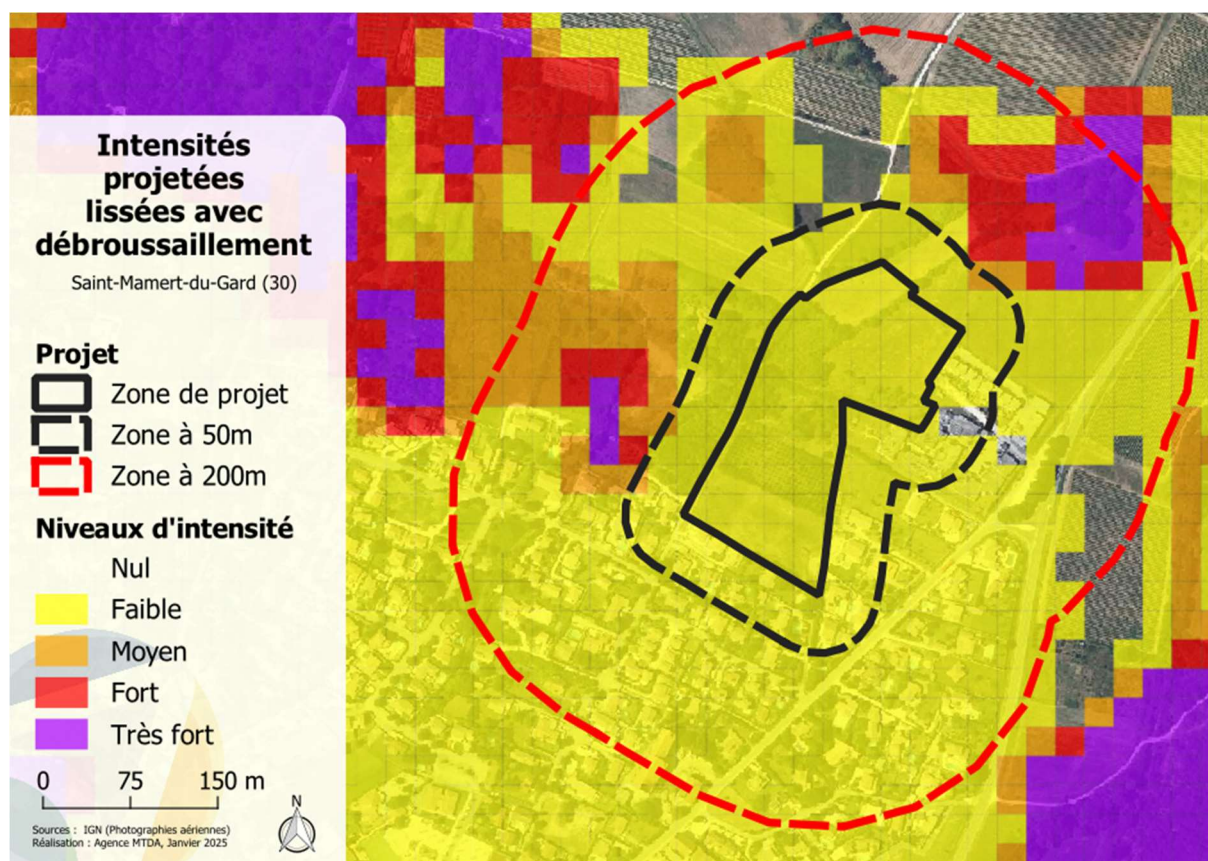 Intensités
projetées
lissées avec
débroussaillement
Saint-Mamert-du-Gard (30)
Projet
Zone de projet
Zone à 50m
Zone à 200m
Niveaux d'intensité
Nul
Faible
Moyen
Fort
Très fort
0 75 150 m
N
Sources : IGN (Photographies aériennes)
Réalisation : Agence MTDA, Janvier 2025